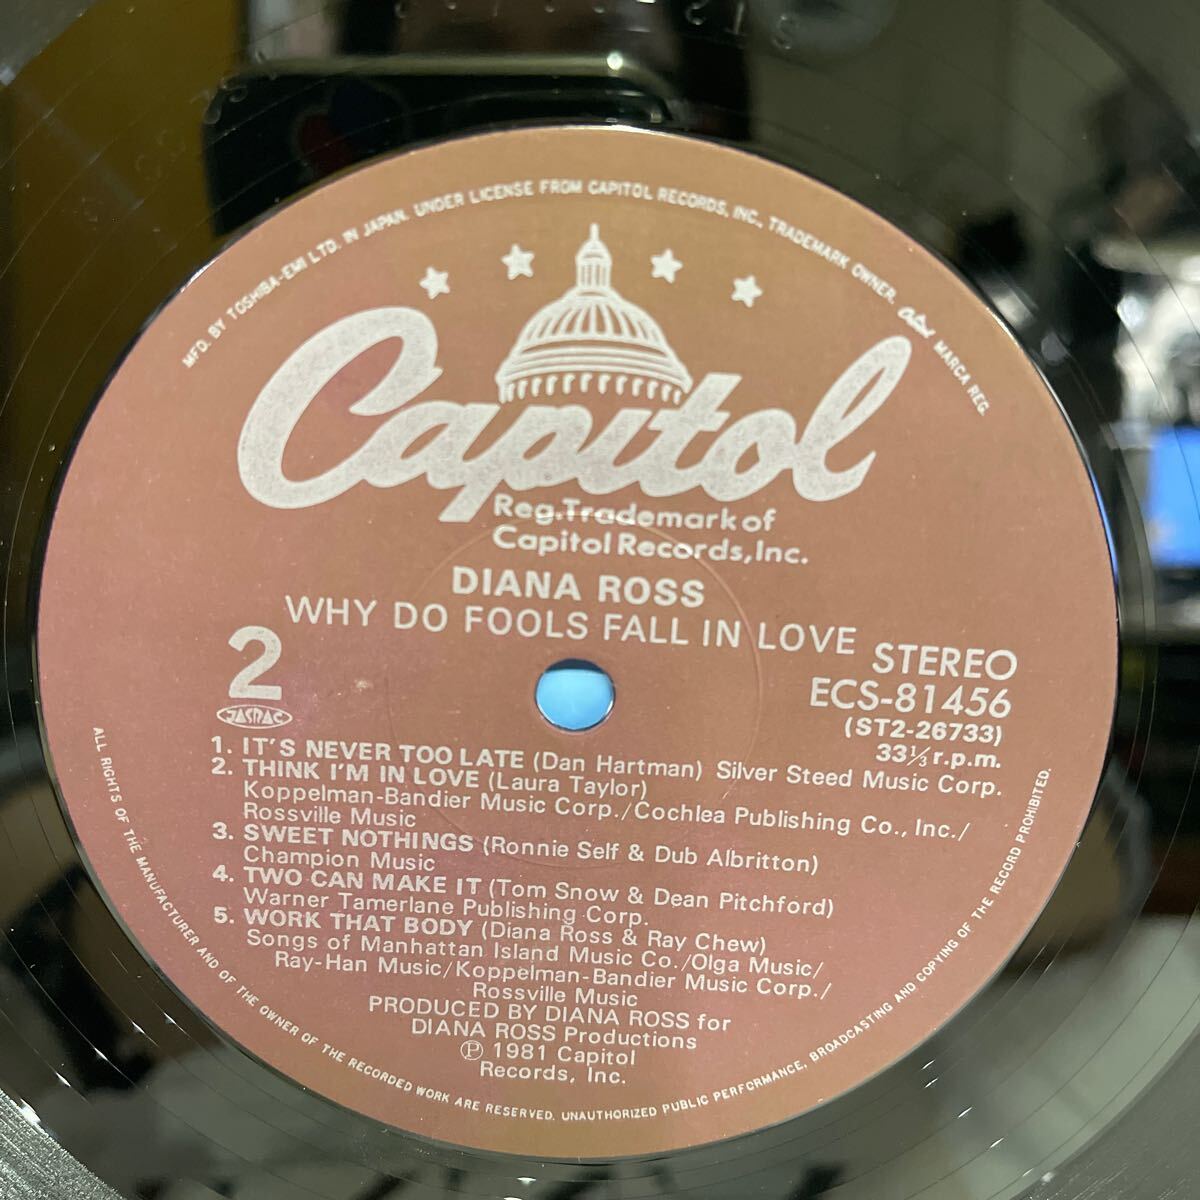 MFD. BY TOSHIBA-EMI LTD. IN JAPAN. UNDER LICENSE FROM CAPITOL RECORDS, INC., TRADEMARK OWNER. Capitol MARCA REG.
Capitol
Reg.Trademark of
Capitol Records,Inc.
DIANA ROSS
WHY DO FOOLS FALL IN LOVE
2
JASRAC
STEREO
ECS-81456
(ST2-26733)
33⅓ r.p.m.
1. IT'S NEVER TOO LATE (Dan Hartman) Silver Steed Music Corp.
2. THINK I'M IN LOVE (Laura Taylor)
Koppelman-Bandier Music Corp./Cochlea Publishing Co., Inc./
Rossville Music
3. SWEET NOTHINGS (Ronnie Self & Dub Albritton)
Champion Music
4. TWO CAN MAKE IT (Tom Snow & Dean Pitchford)
Warner Tamerlane Publishing Corp.
5. WORK THAT BODY (Diana Ross & Ray Chew)
Songs of Manhattan Island Music Co./Olga Music/
Ray-Han Music/Koppelman-Bandier Music Corp./
Rossville Music
PRODUCED BY DIANA ROSS for
DIANA ROSS Productions
℗ 1981 Capitol
Records, Inc.
ALL RIGHTS OF THE MANUFACTURER AND OF THE OWNER OF THE RECORDED WORK ARE RESERVED. UNAUTHORIZED PUBLIC PERFORMANCE, BROADCASTING AND COPYING OF THE RECORD PROHIBITED.